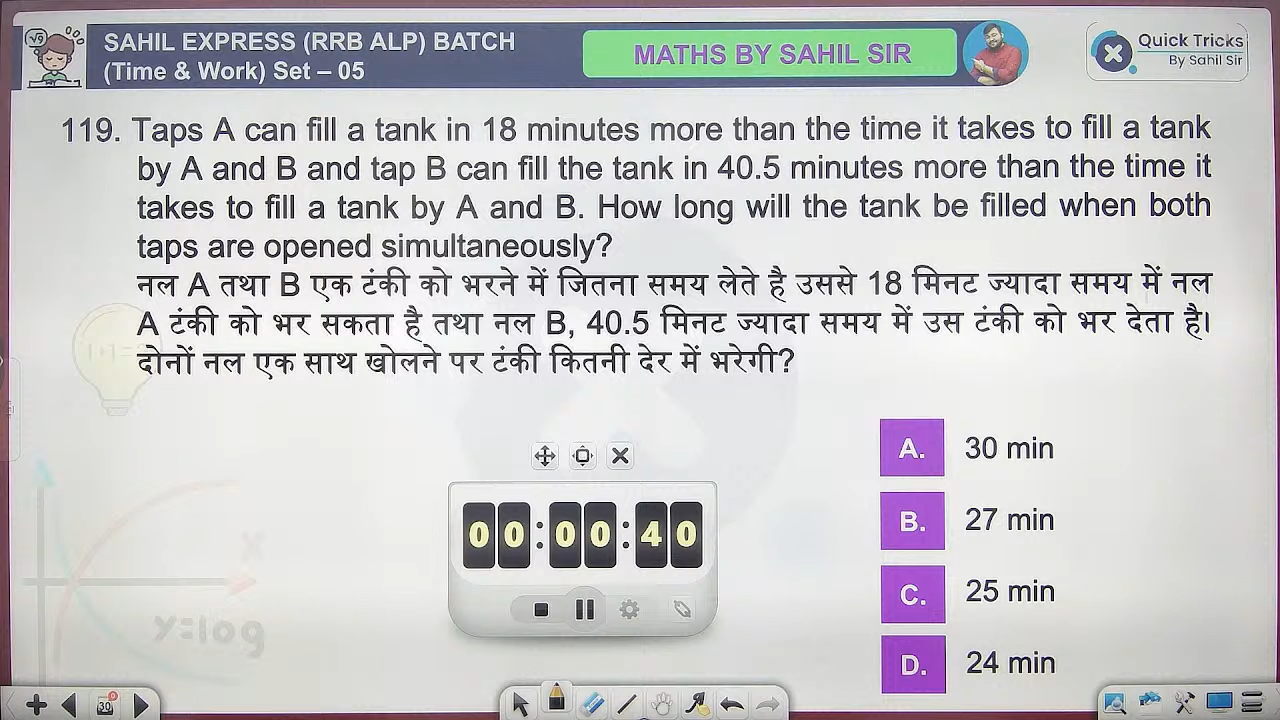 SAHIL EXPRESS (RRB ALP) BATCH
(Time & Work) Set – 05
MATHS BY SAHIL SIR
Quick Tricks
By Sahil Sir
√9
119. Taps A can fill a tank in 18 minutes more than the time it takes to fill a tank
by A and B and tap B can fill the tank in 40.5 minutes more than the time it
takes to fill a tank by A and B. How long will the tank be filled when both
taps are opened simultaneously?
नल A तथा B एक टंकी को भरने में जितना समय लेते है उससे 18 मिनट ज्यादा समय में नल
A टंकी को भर सकता है तथा नल B, 40.5 मिनट ज्यादा समय में उस टंकी को भर देता है।
दोनों नल एक साथ खोलने पर टंकी कितनी देर में भरेगी?
A. 30 min
B. 27 min
C. 25 min
D. 24 min
00:00:40
x
y=log
30